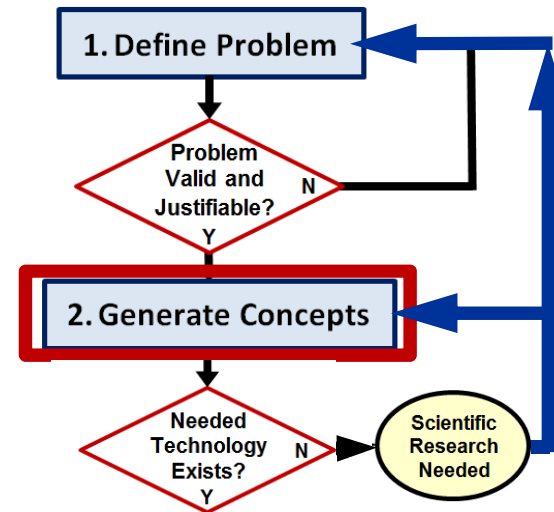 1. Define Problem
Problem
Valid and
Justifiable?
N
Y
2. Generate Concepts
Needed
Technology
Exists?
N
Y
Scientific
Research
Needed